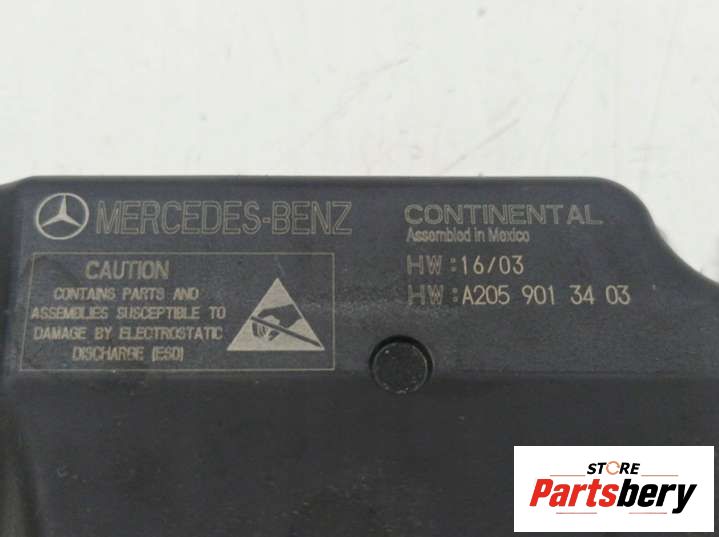 MERCEDES-BENZ
CONTINENTAL
Assembled in Mexico
HW:16/03
HW:A205 901 34 03
CAUTION
CONTAINS PARTS AND
ASSEMBLIES SUSCEPTIBLE TO
DAMAGE BY ELECTROSTATIC
DISCHARGE (ESD)
STORE
Partsbery